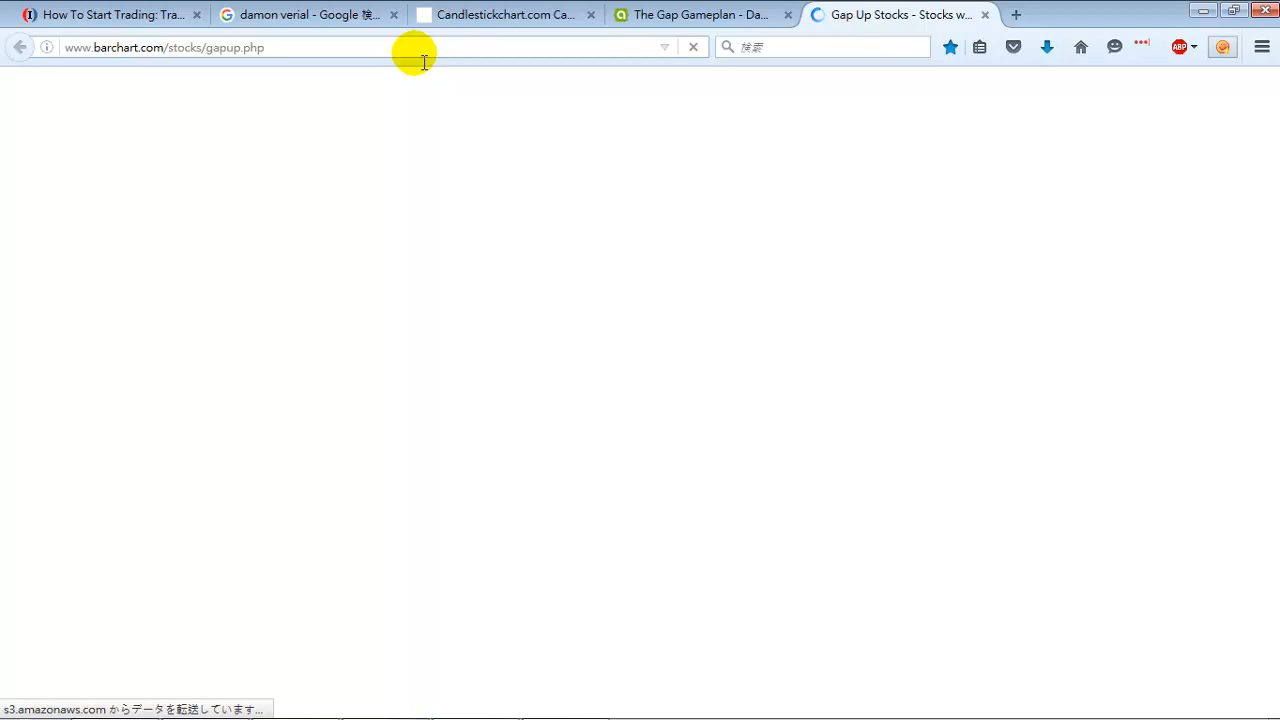 How To Start Trading: Tra...
damon verial - Google 検...
Candlestickchart.com Ca...
The Gap Gameplan - Da...
Gap Up Stocks - Stocks w...
www.barchart.com/stocks/gapup.php
検索
ABP
s3.amazonaws.com からデータを転送しています...